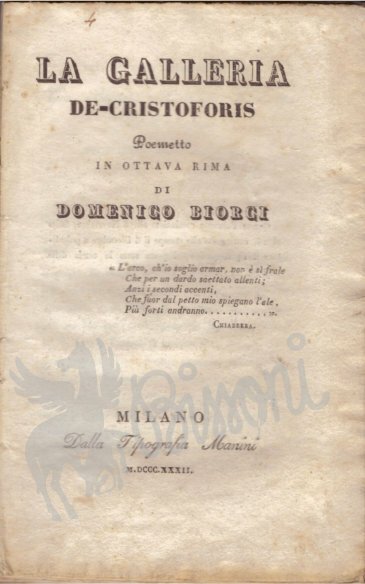 4
LA GALLERIA
DE-CRISTOFORIS
Poemetto
IN OTTAVA RIMA
DI
DOMENICO BIORCI
« L'arco, ch'io soglio armar, non è sì frale
Che per un dardo saettato allenti;
Anzi i secondi accenti,
Che fuor dal petto mio spiegano l'ale,
Più forti andranno........... ».
CHIABRERA.
Pissoni
MILANO
Dalla Tipografia Manini
M.DCCC.XXXII.